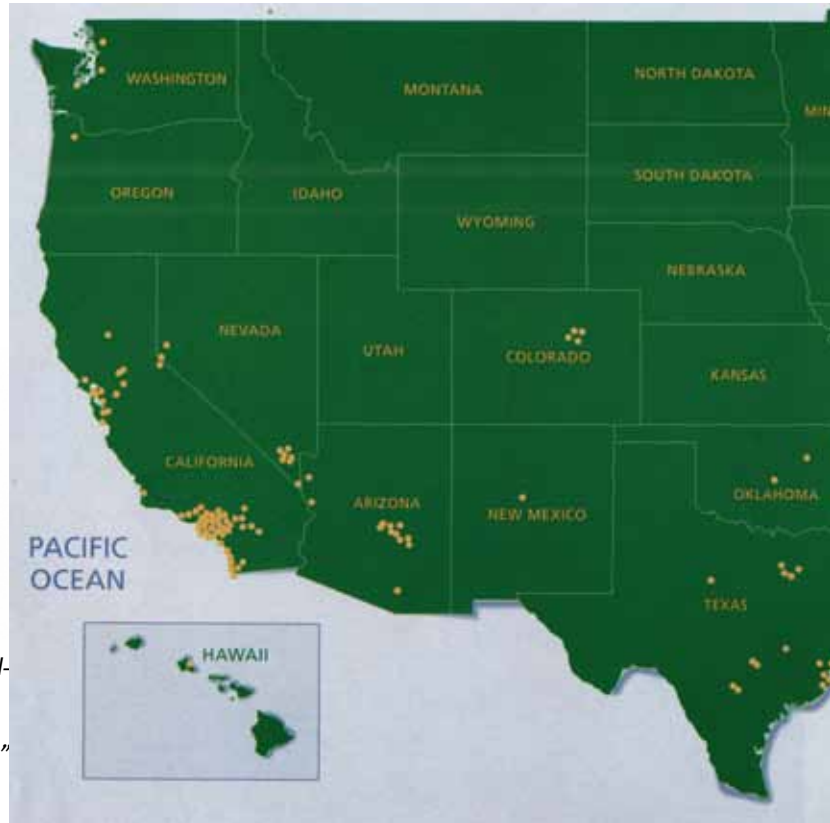 WASHINGTON
MONTANA
NORTH DAKOTA
MIN
OREGON
IDAHO
SOUTH DAKOTA
WYOMING
NEBRASKA
NEVADA
UTAH
COLORADO
KANSAS
CALIFORNIA
ARIZONA
NEW MEXICO
OKLAHOMA
PACIFIC
OCEAN
TEXAS
HAWAII
l-
”